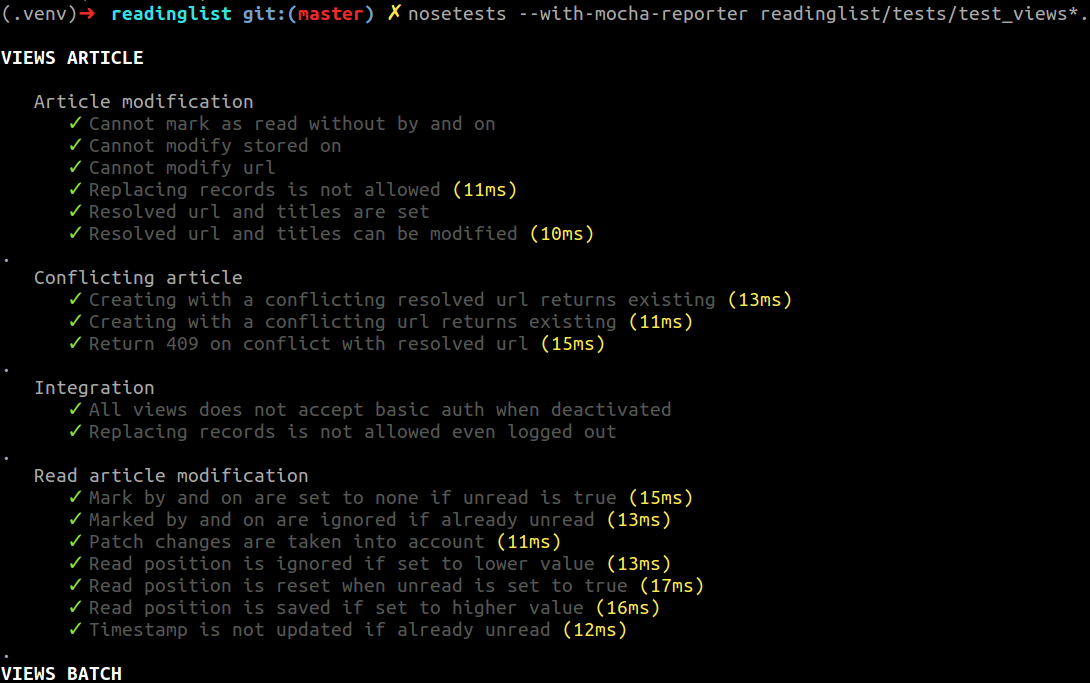 (.venv)➜ readinglist git:(master) ✗ nosetests --with-mocha-reporter readinglist/tests/test_views*.
VIEWS ARTICLE
Article modification
✓ Cannot mark as read without by and on
✓ Cannot modify stored on
✓ Cannot modify url
✓ Replacing records is not allowed (11ms)
✓ Resolved url and titles are set
✓ Resolved url and titles can be modified (10ms)
.
Conflicting article
✓ Creating with a conflicting resolved url returns existing (13ms)
✓ Creating with a conflicting url returns existing (11ms)
✓ Return 409 on conflict with resolved url (15ms)
.
Integration
✓ All views does not accept basic auth when deactivated
✓ Replacing records is not allowed even logged out
.
Read article modification
✓ Mark by and on are set to none if unread is true (15ms)
✓ Marked by and on are ignored if already unread (13ms)
✓ Patch changes are taken into account (11ms)
✓ Read position is ignored if set to lower value (13ms)
✓ Read position is reset when unread is set to true (17ms)
✓ Read position is saved if set to higher value (16ms)
✓ Timestamp is not updated if already unread (12ms)
.
VIEWS BATCH